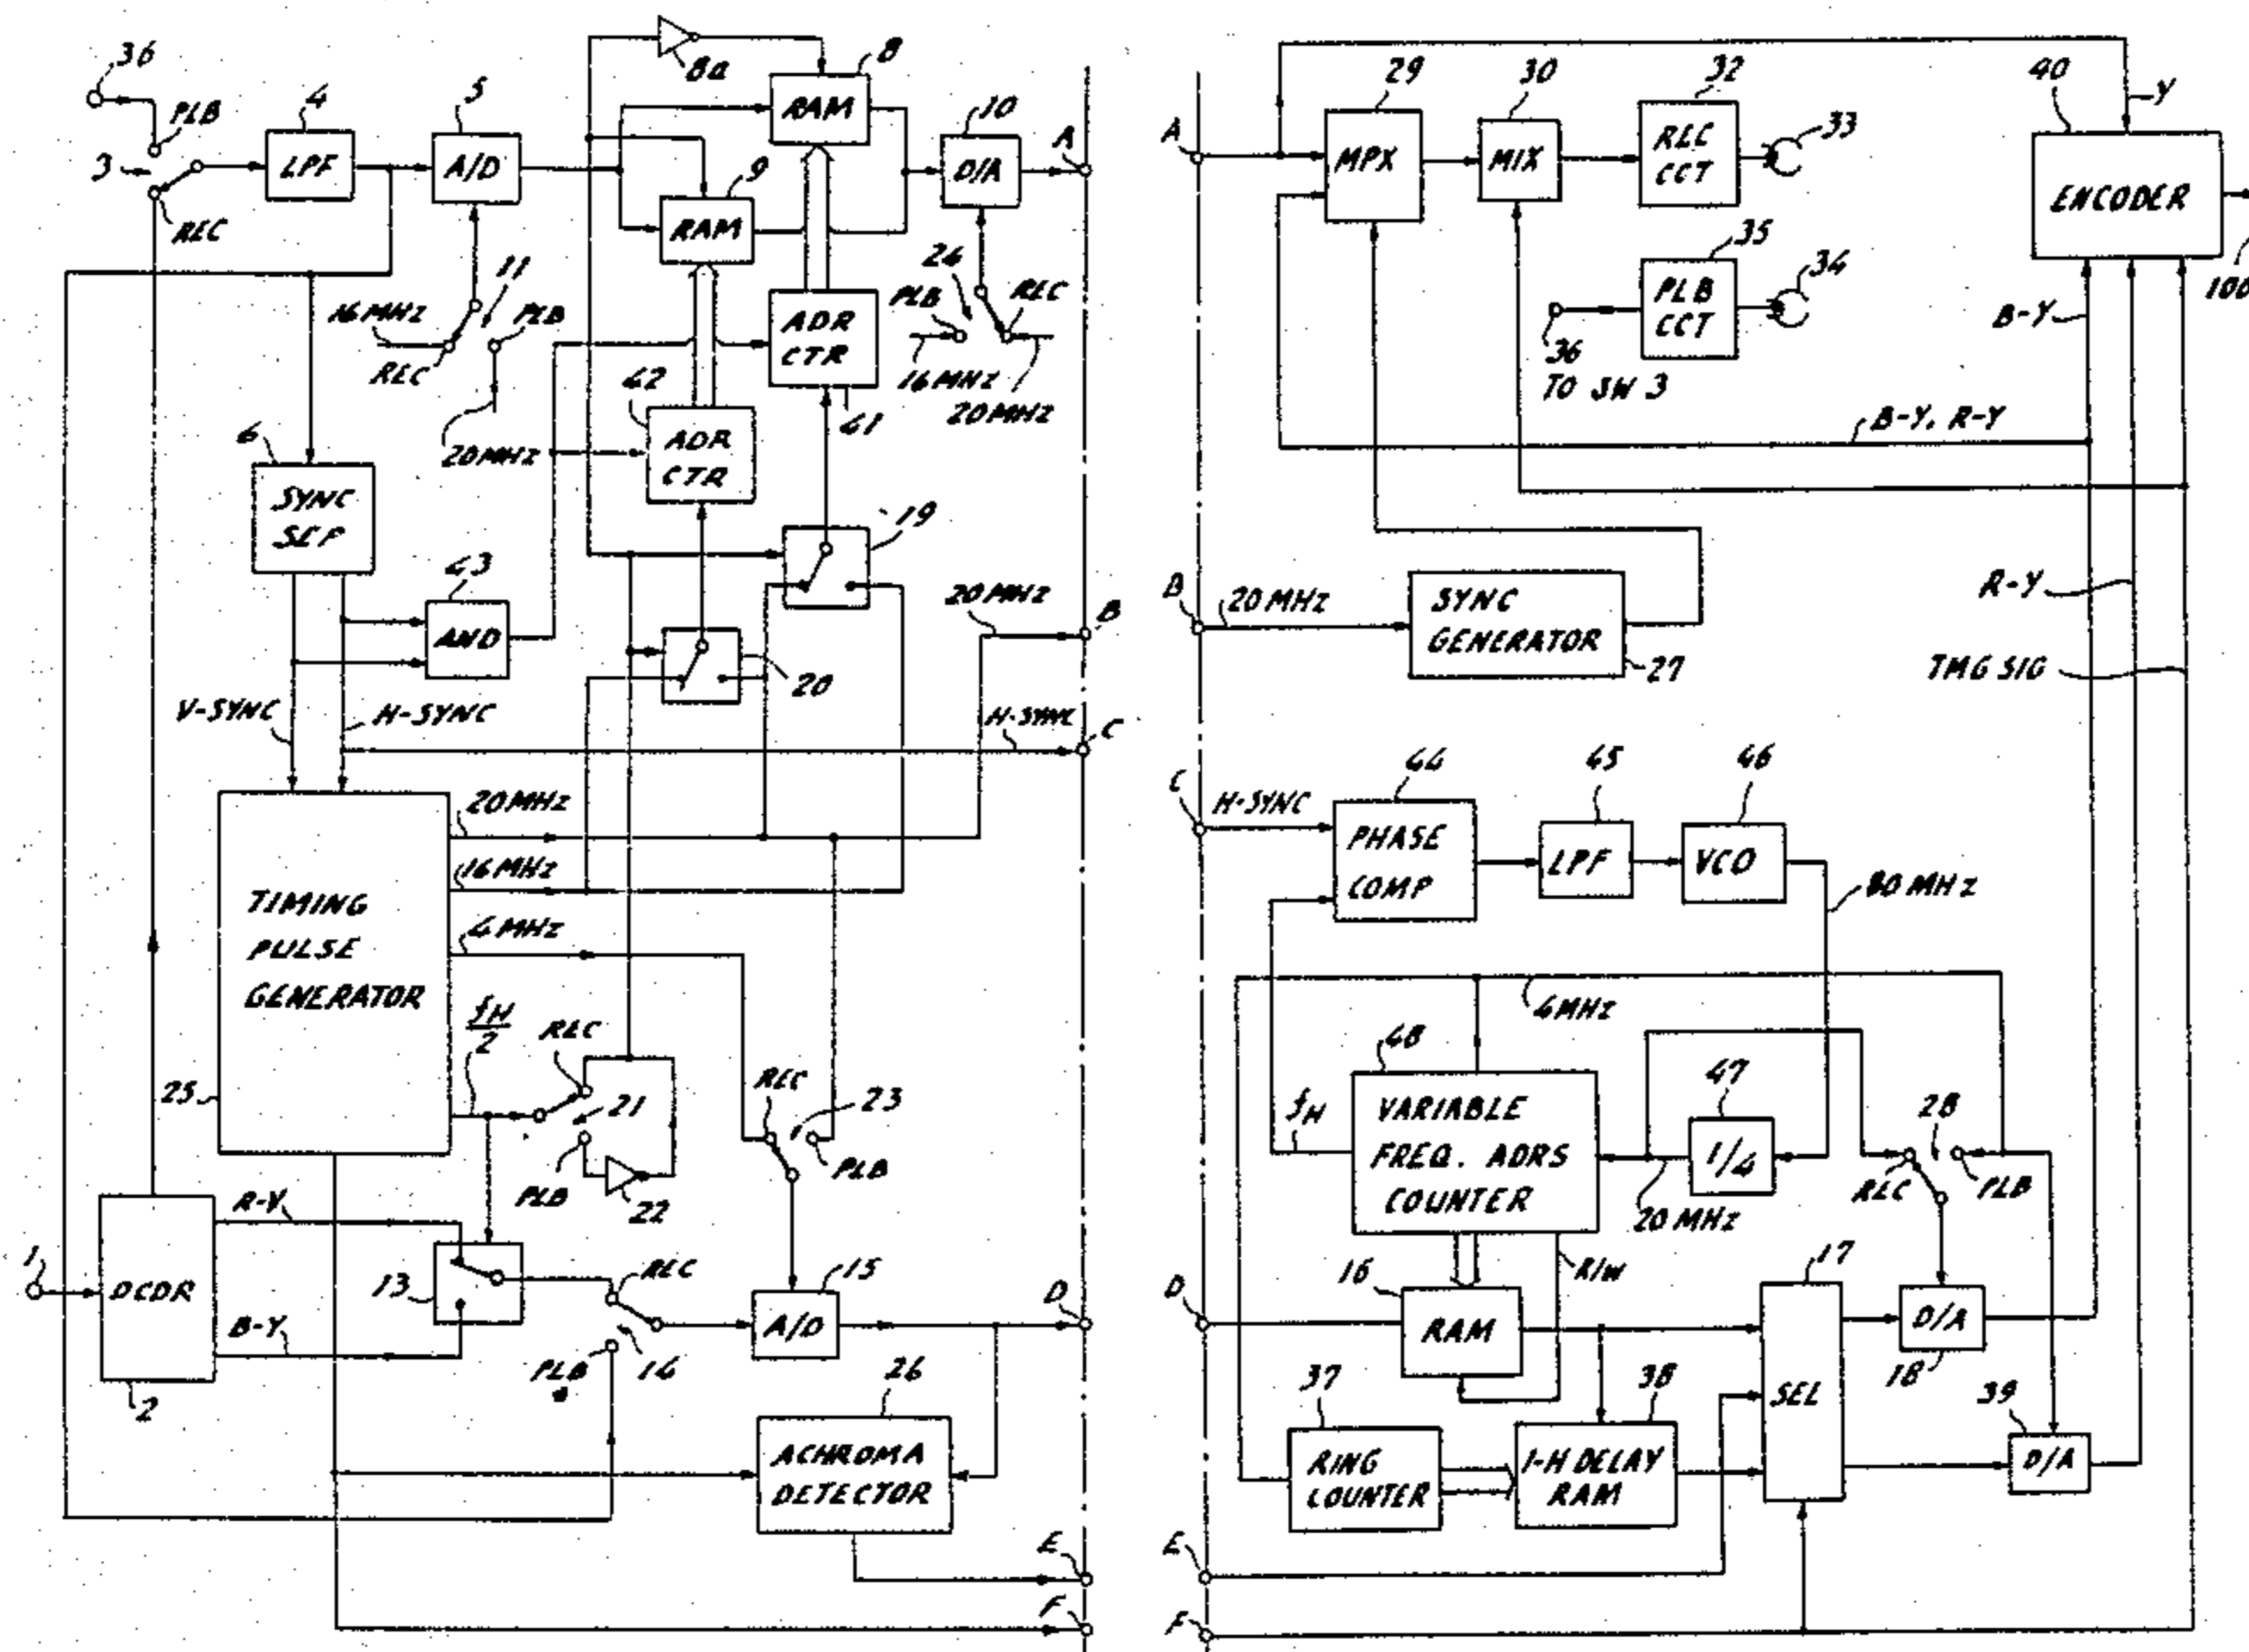 36
PLB
3
REC
4
LPF
5
A/D
8a
8
RAM
9
RAM
10
D/A
A
11
16MHZ
REC
PLB
20MHZ
24
PLB
REC
16MHZ
20MHZ
ADR
CTR
41
42
ADR
CTR
6
SYNC
SEP
43
AND
19
20
V-SYNC
H-SYNC
20MHZ
B
H-SYNC
C
TIMING
PULSE
GENERATOR
25
20MHZ
16MHZ
4MHZ
fH
2
REC
21
PLB
22
REC
23
PLB
1
DCDR
2
R-Y
B-Y
13
REC
PLB
14
15
A/D
D
26
ACHROMA
DETECTOR
E
F
A
29
MPX
30
MIX
32
REC
CCT
33
35
PLB
CCT
34
36
TO SW 3
40
ENCODER
Y
100
B-Y
B-Y, R-Y
R-Y
TMG SIG
B
20MHZ
SYNC
GENERATOR
27
C
H-SYNC
44
PHASE
COMP
45
LPF
46
VCO
80 MHZ
4MHZ
48
VARIABLE
FREQ. ADRS
COUNTER
fH
47
1/4
20 MHZ
28
REC
PLB
R/W
D
16
RAM
17
SEL
D/A
18
39
D/A
37
RING
COUNTER
38
1-H DELAY
RAM
E
F